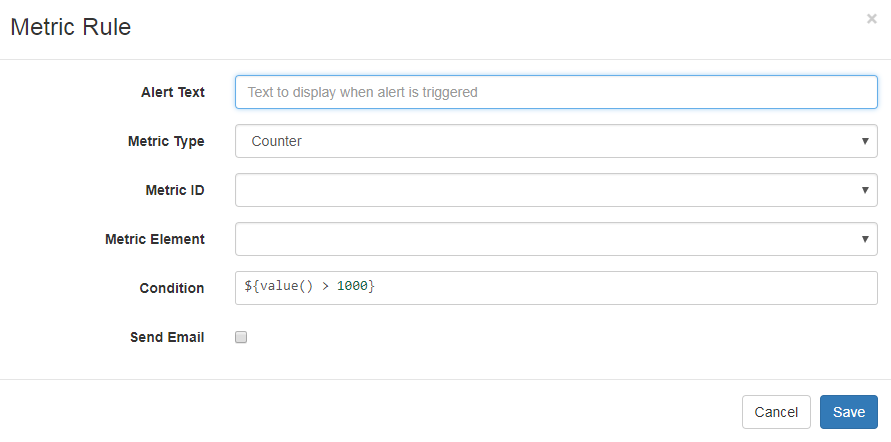 Metric Rule
×
Alert Text
Text to display when alert is triggered
Metric Type
Counter
Metric ID
Metric Element
Condition
${value() > 1000}
Send Email
Cancel
Save